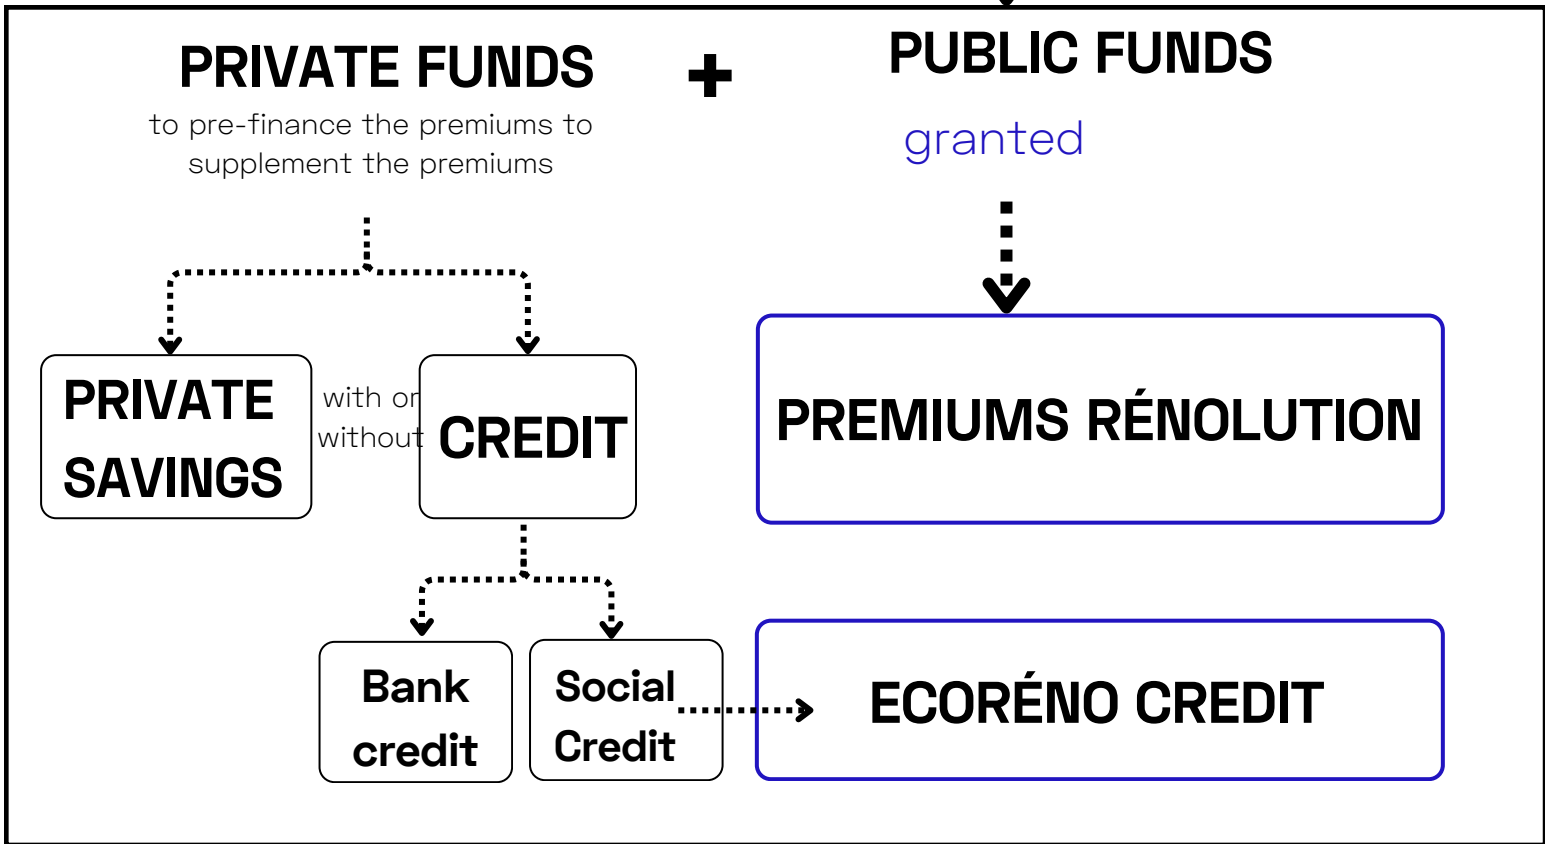 PRIVATE FUNDS
to pre-finance the premiums to
supplement the premiums
+
PUBLIC FUNDS
granted
PRIVATE
SAVINGS
with or
without
CREDIT
PREMIUMS RÉNOLUTION
Bank
credit
Social
Credit
ECORÉNO CREDIT